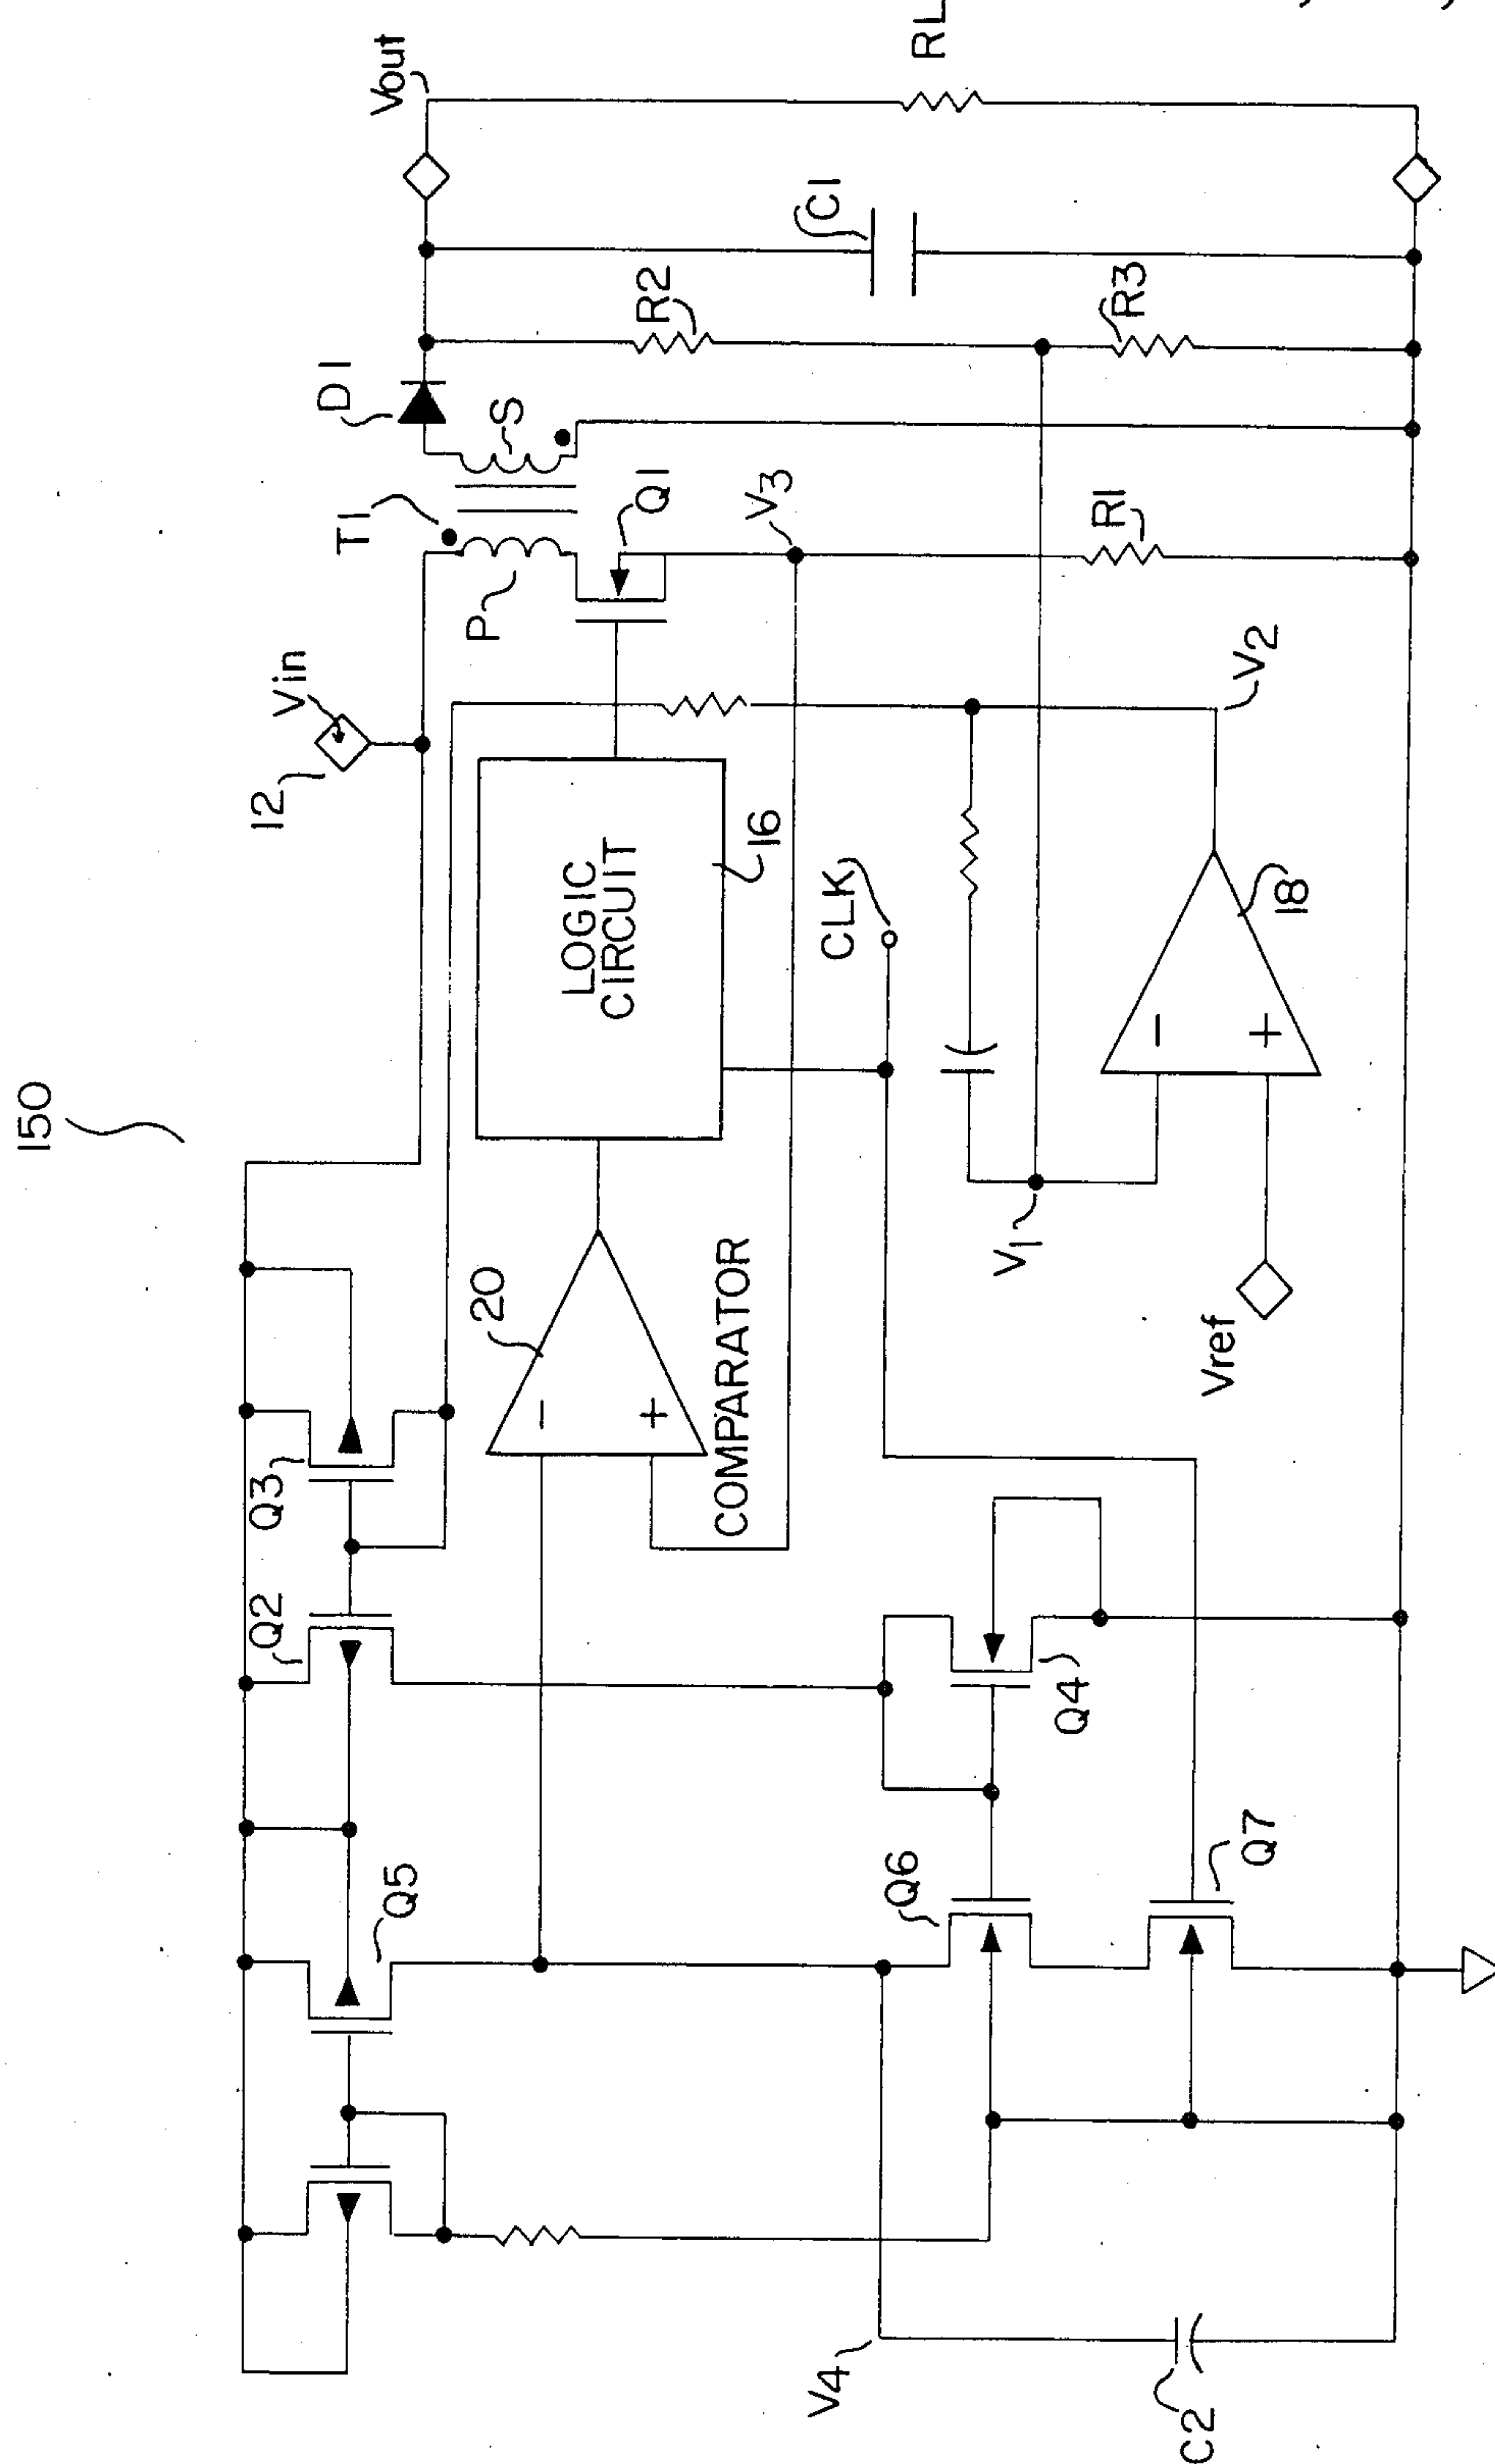 150
12
Vin
T1
D1
Vout
P
S
Q1
R2
C1
RL
V3
R1
R3
Q3
Q2
Q5
20
−
+
COMPARATOR
LOGIC
CIRCUIT
16
CLK
V1
−
+
18
V2
Vref
Q4
Q6
Q7
V4
C2